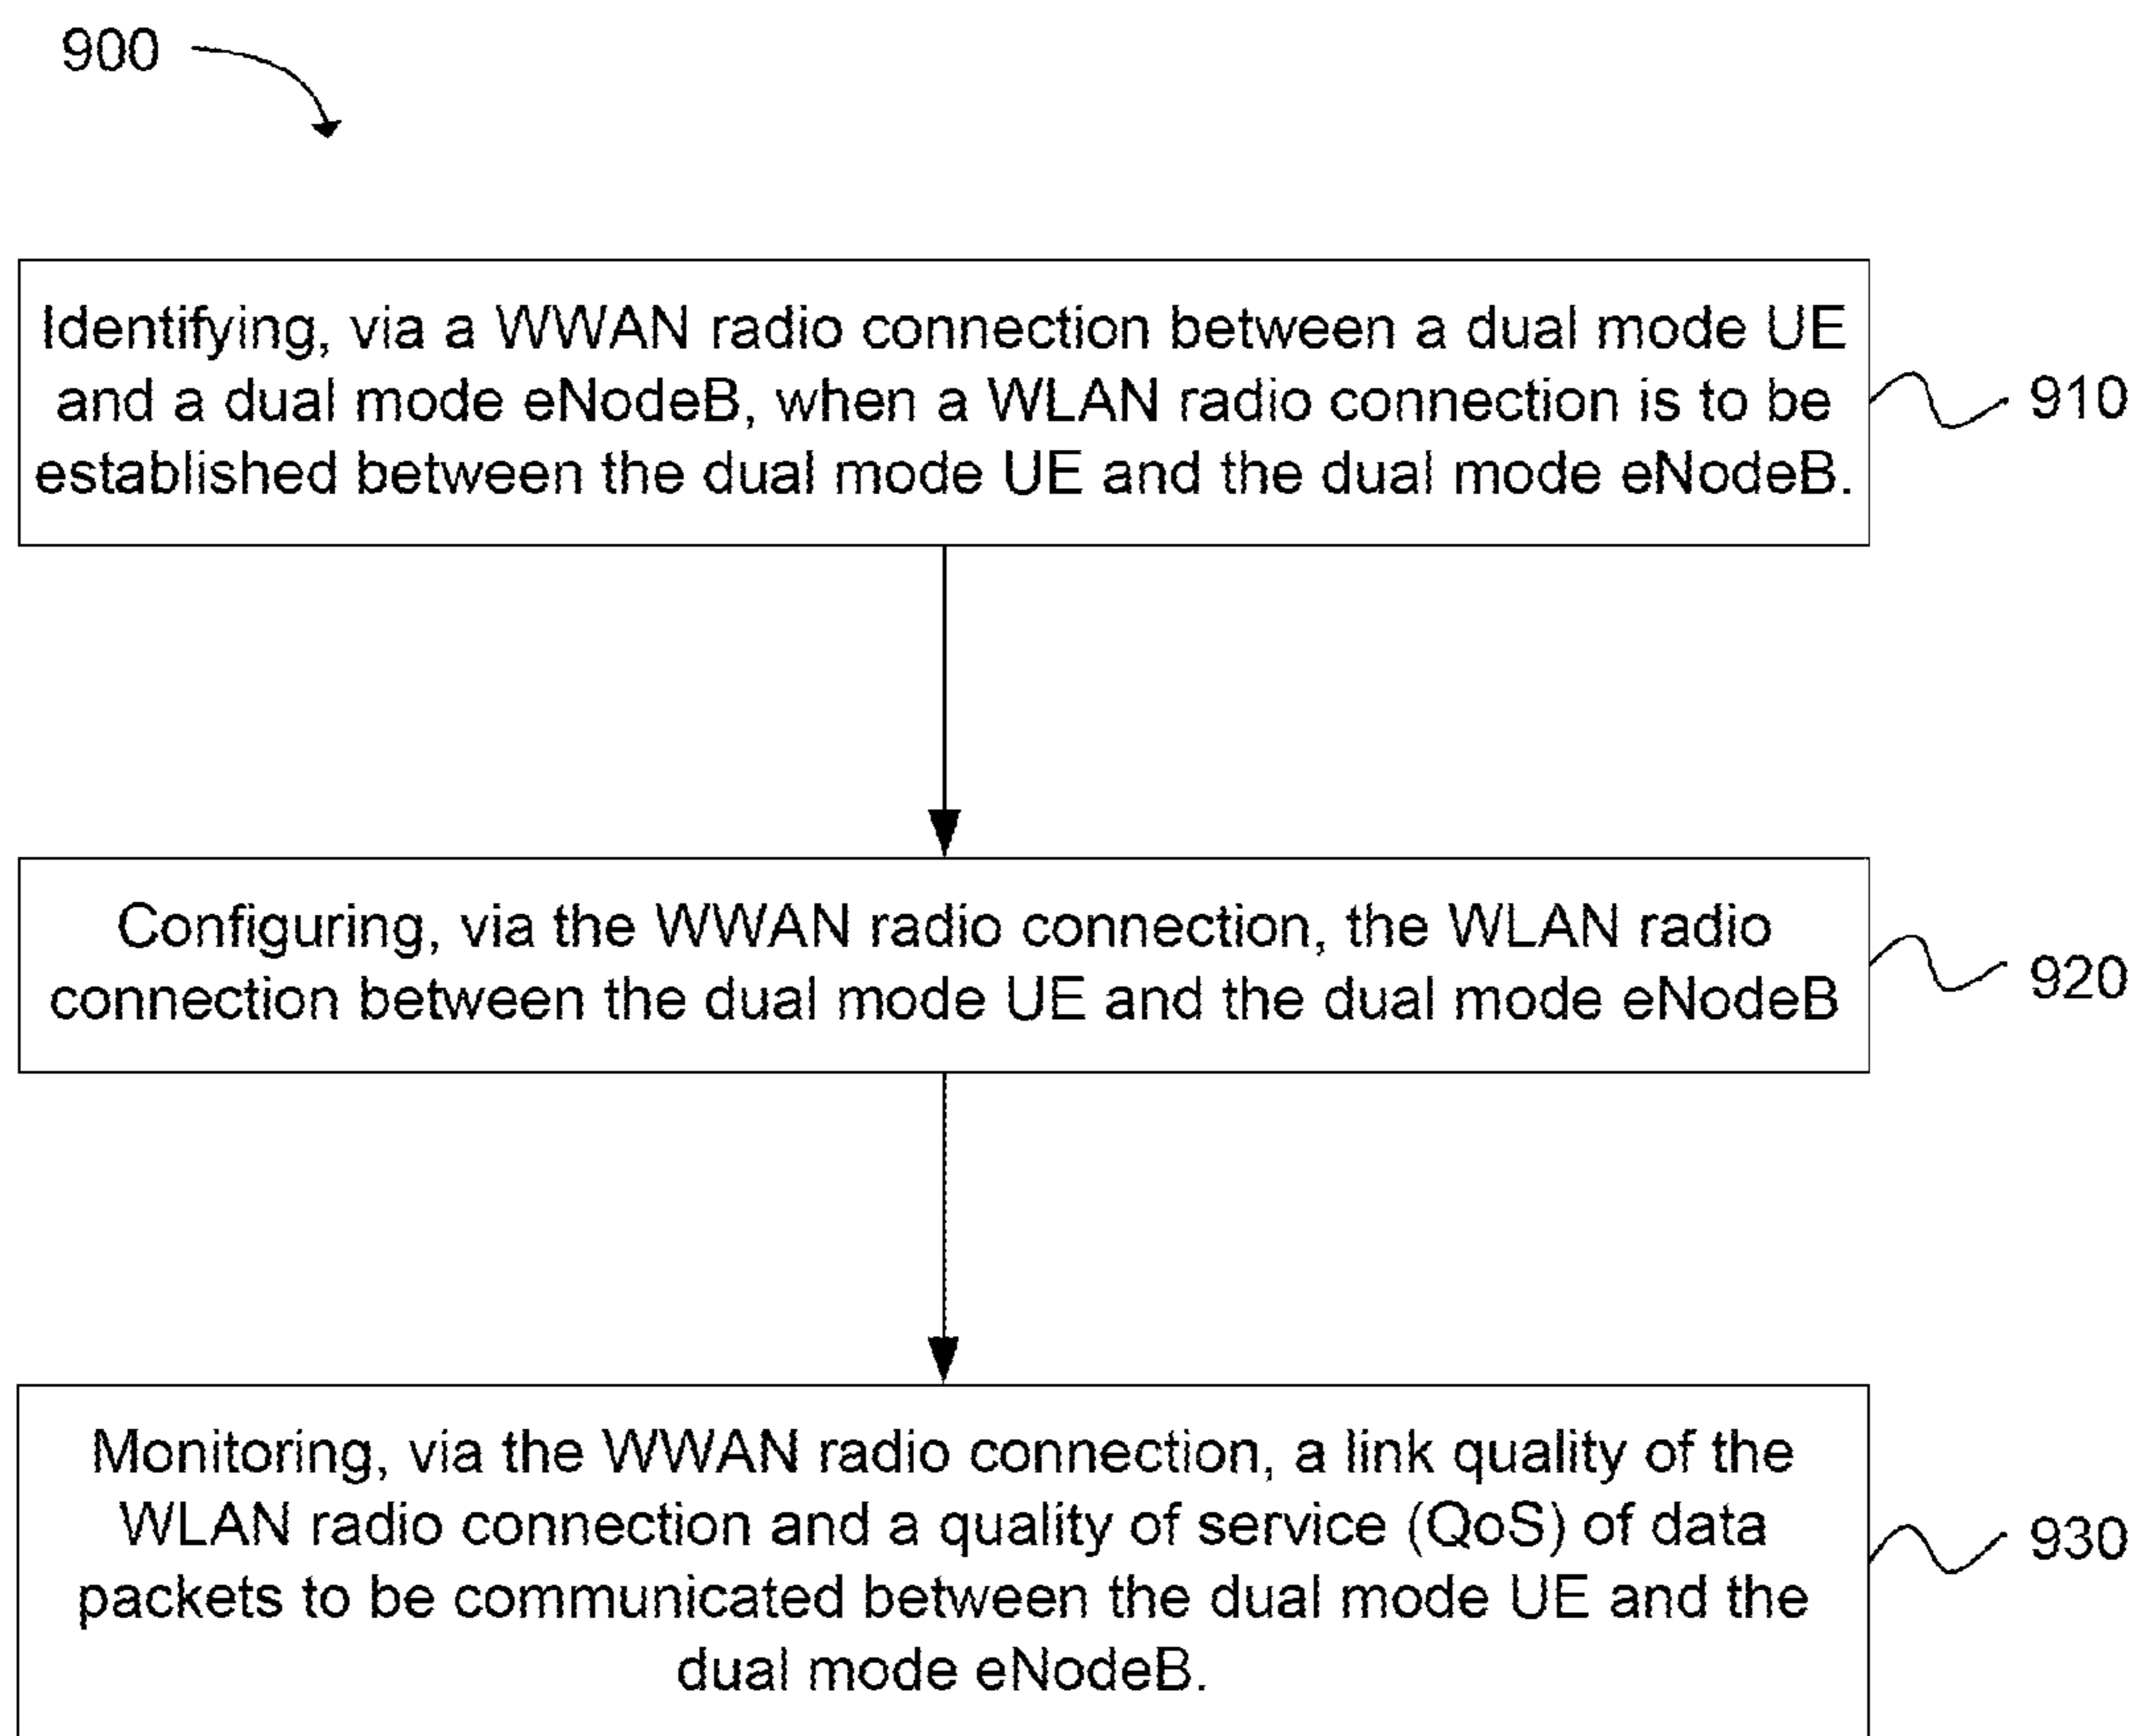 900
Identifying, via a WWAN radio connection between a dual mode UE
and a dual mode eNodeB, when a WLAN radio connection is to be
established between the dual mode UE and the dual mode eNodeB.
910
Configuring, via the WWAN radio connection, the WLAN radio
connection between the dual mode UE and the dual mode eNodeB
920
Monitoring, via the WWAN radio connection, a link quality of the
WLAN radio connection and a quality of service (QoS) of data
packets to be communicated between the dual mode UE and the
dual mode eNodeB.
930